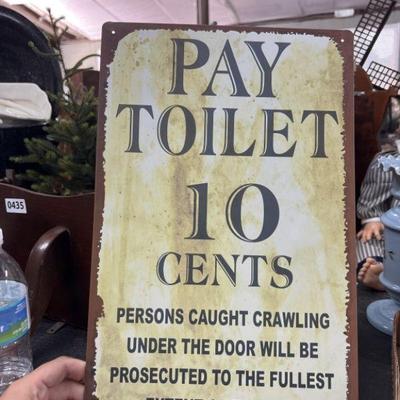 PAY
TOILET
10
CENTS
PERSONS CAUGHT CRAWLING
UNDER THE DOOR WILL BE
PROSECUTED TO THE FULLEST
0435